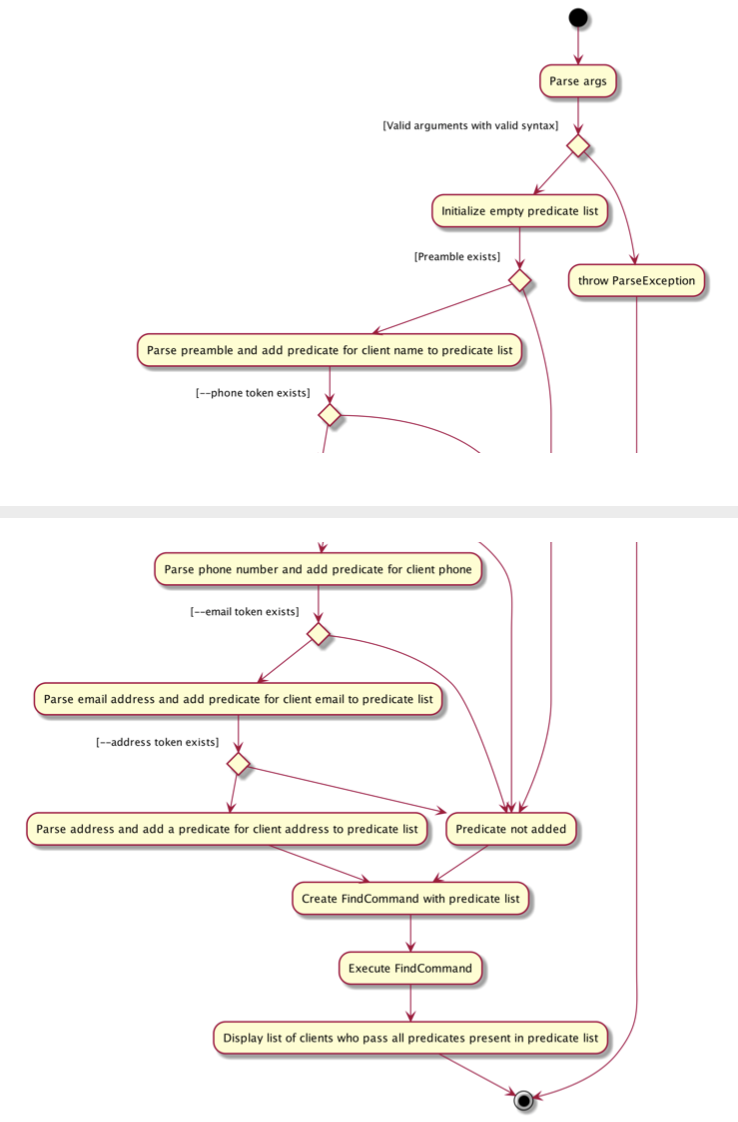 Parse args
[Valid arguments with valid syntax]
Initialize empty predicate list
[Preamble exists]
throw ParseException
Parse preamble and add predicate for client name to predicate list
[--phone token exists]
Parse phone number and add predicate for client phone
[--email token exists]
Parse email address and add predicate for client email to predicate list
[--address token exists]
Parse address and add a predicate for client address to predicate list
Predicate not added
Create FindCommand with predicate list
Execute FindCommand
Display list of clients who pass all predicates present in predicate list